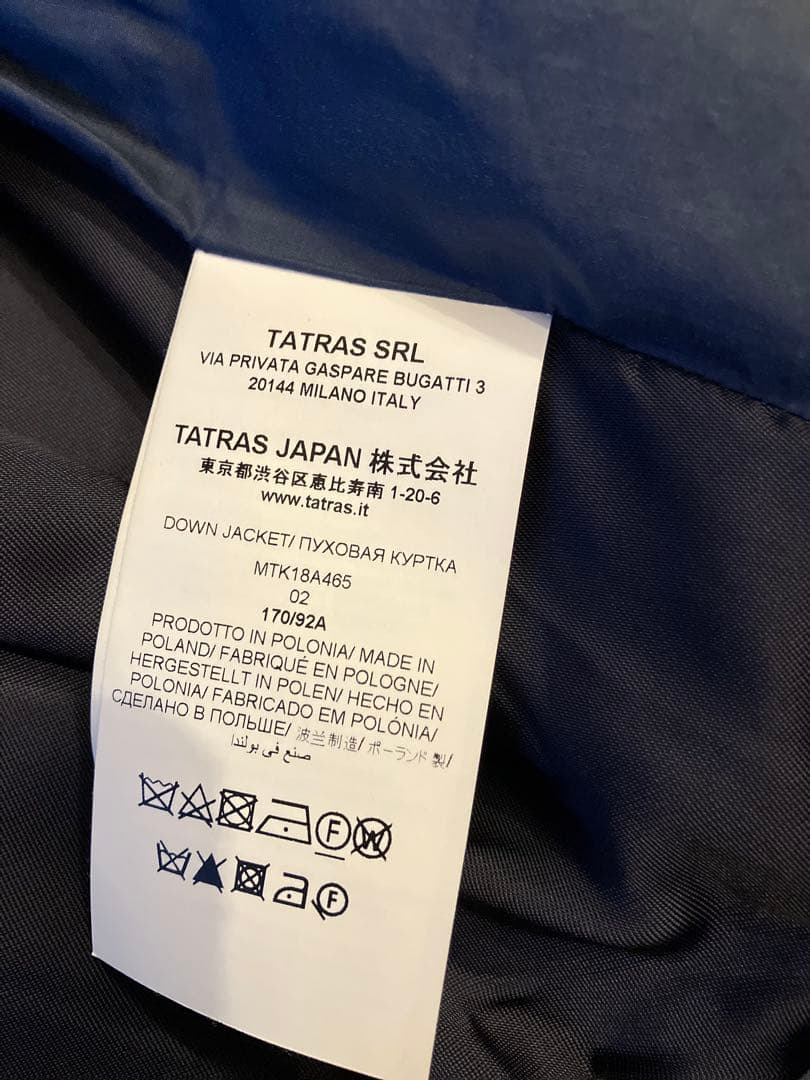 TATRAS SRL
VIA PRIVATA GASPARE BUGATTI 3
20144 MILANO ITALY
TATRAS JAPAN 株式会社
東京都渋谷区恵比寿南 1-20-6
www.tatras.it
DOWN JACKET/ ПУХОВАЯ КУРТКА
MTK18A465
02
170/92A
PRODOTTO IN POLONIA/ MADE IN
POLAND/ FABRIQUÉ EN POLOGNE/
HERGESTELLT IN POLEN/ HECHO EN
POLONIA/ FABRICADO EM POLÓNIA/
СДЕЛАНО В ПОЛЬШЕ/ 波兰制造/ ポーランド 製/
صنع في بولندا
F W
F